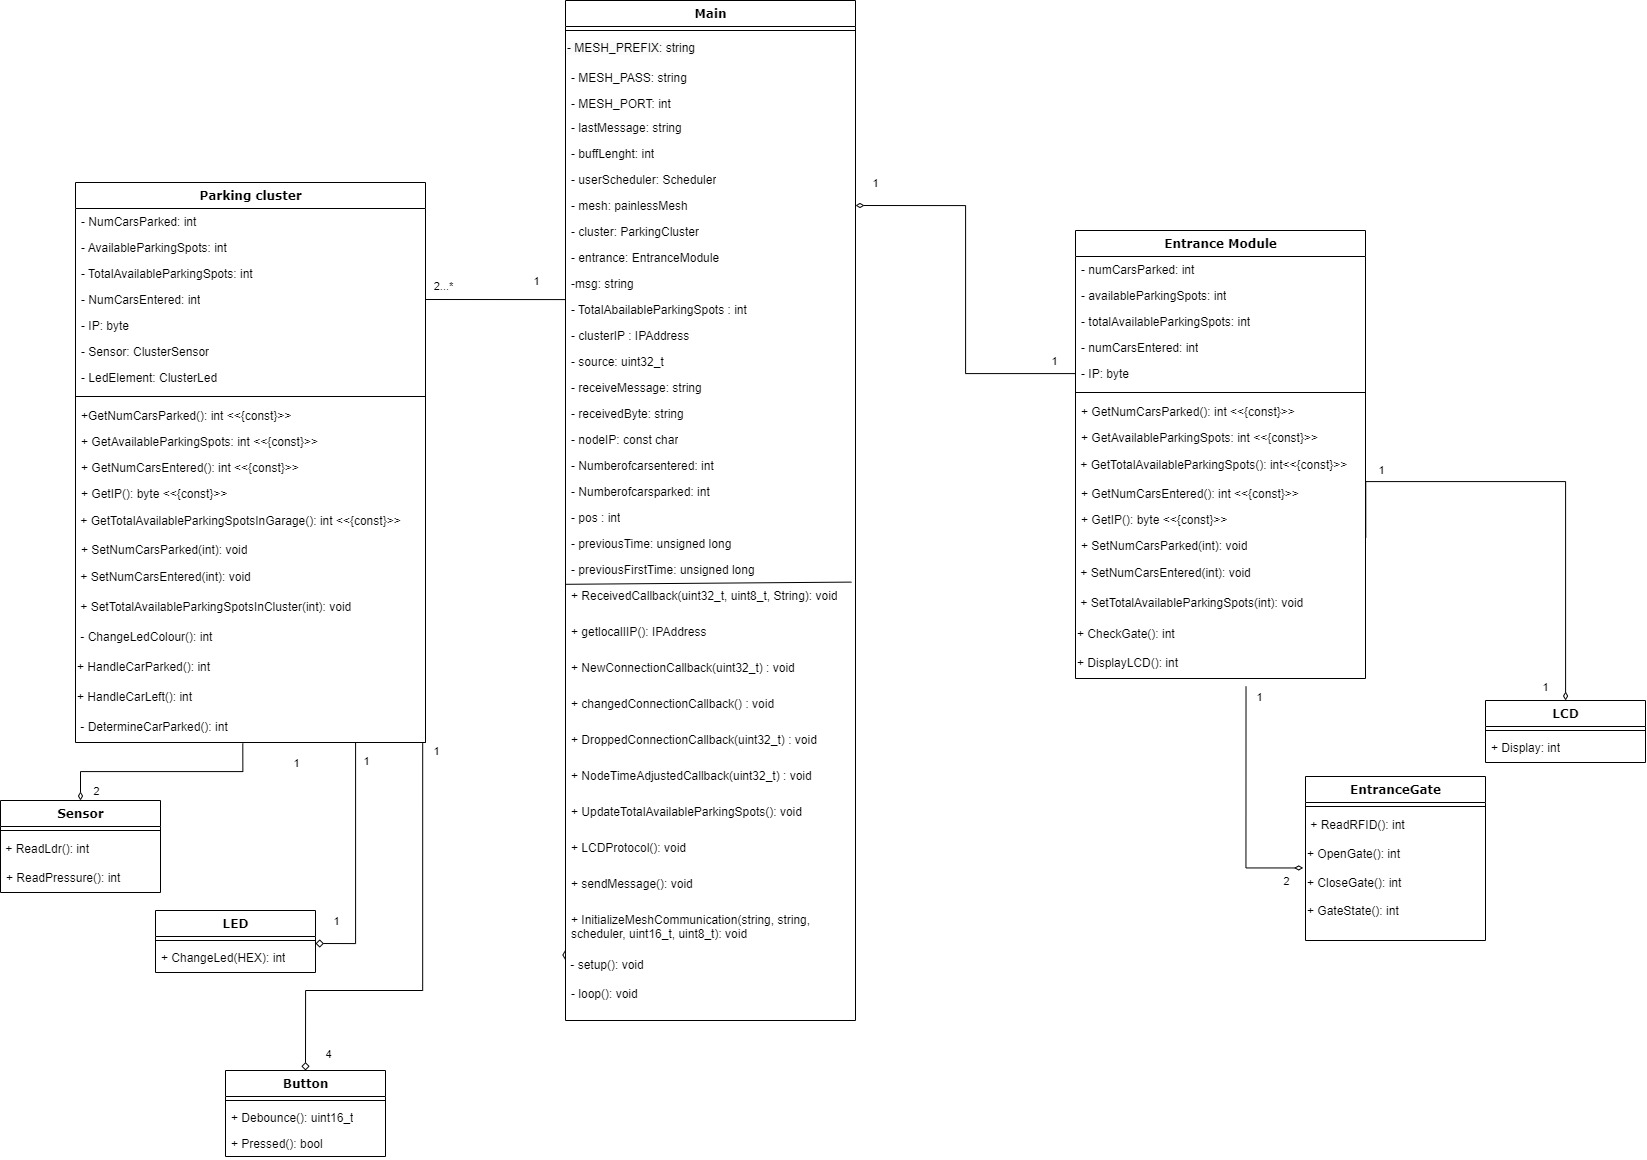 Main
- MESH_PREFIX: string
- MESH_PASS: string
- MESH_PORT: int
- lastMessage: string
- buffLenght: int
- userScheduler: Scheduler
- mesh: painlessMesh
- cluster: ParkingCluster
- entrance: EntranceModule
-msg: string
- TotalAbailableParkingSpots : int
- clusterIP : IPAddress
- source: uint32_t
- receiveMessage: string
- receivedByte: string
- nodeIP: const char
- Numberofcarsentered: int
- Numberofcarsparked: int
- pos : int
- previousTime: unsigned long
- previousFirstTime: unsigned long
+ ReceivedCallback(uint32_t, uint8_t, String): void
+ getlocalIP(): IPAddress
+ NewConnectionCallback(uint32_t) : void
+ changedConnectionCallback() : void
+ DroppedConnectionCallback(uint32_t) : void
+ NodeTimeAdjustedCallback(uint32_t) : void
+ UpdateTotalAvailableParkingSpots(): void
+ LCDProtocol(): void
+ sendMessage(): void
+ InitializeMeshCommunication(string, string,
scheduler, uint16_t, uint8_t): void
- setup(): void
- loop(): void
Parking cluster
- NumCarsParked: int
- AvailableParkingSpots: int
- TotalAvailableParkingSpots: int
- NumCarsEntered: int
- IP: byte
- Sensor: ClusterSensor
- LedElement: ClusterLed
+GetNumCarsParked(): int <<{const}>>
+ GetAvailableParkingSpots: int <<{const}>>
+ GetNumCarsEntered(): int <<{const}>>
+ GetIP(): byte <<{const}>>
+ GetTotalAvailableParkingSpotsInGarage(): int <<{const}>>
+ SetNumCarsParked(int): void
+ SetNumCarsEntered(int): void
+ SetTotalAvailableParkingSpotsInCluster(int): void
- ChangeLedColour(): int
+ HandleCarParked(): int
+ HandleCarLeft(): int
- DetermineCarParked(): int
2...*
1
1
1
Entrance Module
- numCarsParked: int
- availableParkingSpots: int
- totalAvailableParkingSpots: int
- numCarsEntered: int
- IP: byte
+ GetNumCarsParked(): int <<{const}>>
+ GetAvailableParkingSpots: int <<{const}>>
+ GetTotalAvailableParkingSpots(): int<<{const}>>
+ GetNumCarsEntered(): int <<{const}>>
+ GetIP(): byte <<{const}>>
+ SetNumCarsParked(int): void
+ SetNumCarsEntered(int): void
+ SetTotalAvailableParkingSpots(int): void
+ CheckGate(): int
+ DisplayLCD(): int
1
1
LCD
+ Display: int
1
2
EntranceGate
+ ReadRFID(): int
+ OpenGate(): int
+ CloseGate(): int
+ GateState(): int
1
1
1
2
Sensor
+ ReadLdr(): int
+ ReadPressure(): int
1
LED
+ ChangeLed(HEX): int
4
Button
+ Debounce(): uint16_t
+ Pressed(): bool